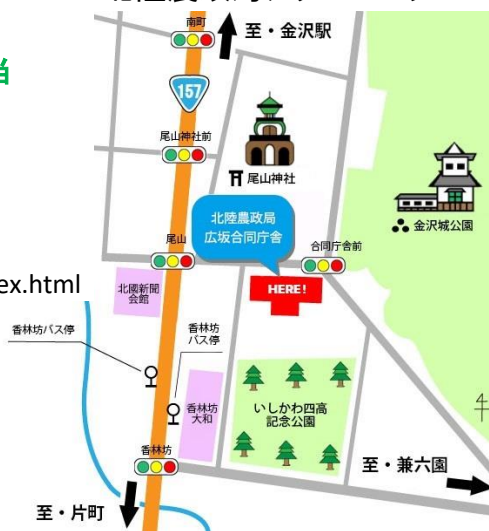 南町
至・金沢駅
当
157
尾山神社前
尾山神社
金沢城公園
北陸農政局
広坂合同庁舎
尾山
合同庁舎前
ex.html
北國新聞
会館
HERE!
香林坊バス停
香林坊
バス停
香林坊
大和
いしかわ四高
記念公園
香林坊
至・兼六園
至・片町